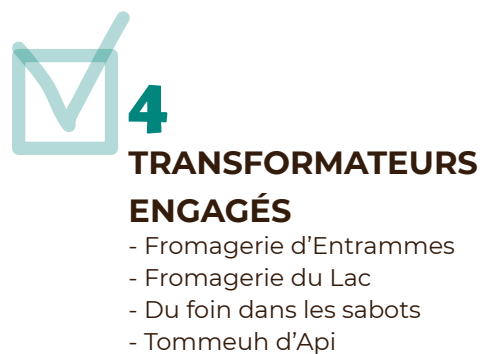 4
TRANSFORMATEURS
ENGAGÉS
- Fromagerie d’Entrammes
- Fromagerie du Lac
- Du foin dans les sabots
- Tommeuh d’Api